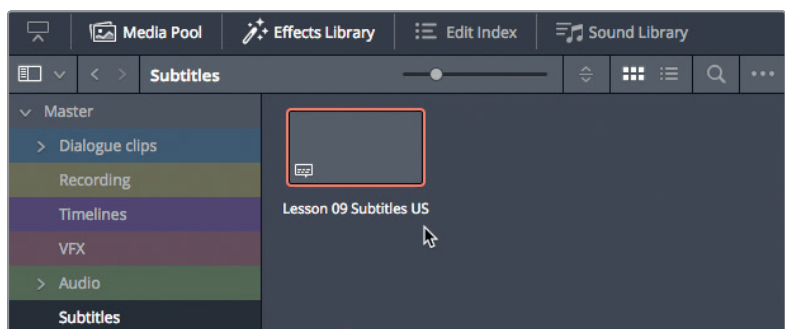 Media Pool
Effects Library
Edit Index
Sound Library
Subtitles
Master
Dialogue clips
Recording
Timelines
VFX
Audio
Subtitles
Lesson 09 Subtitles US